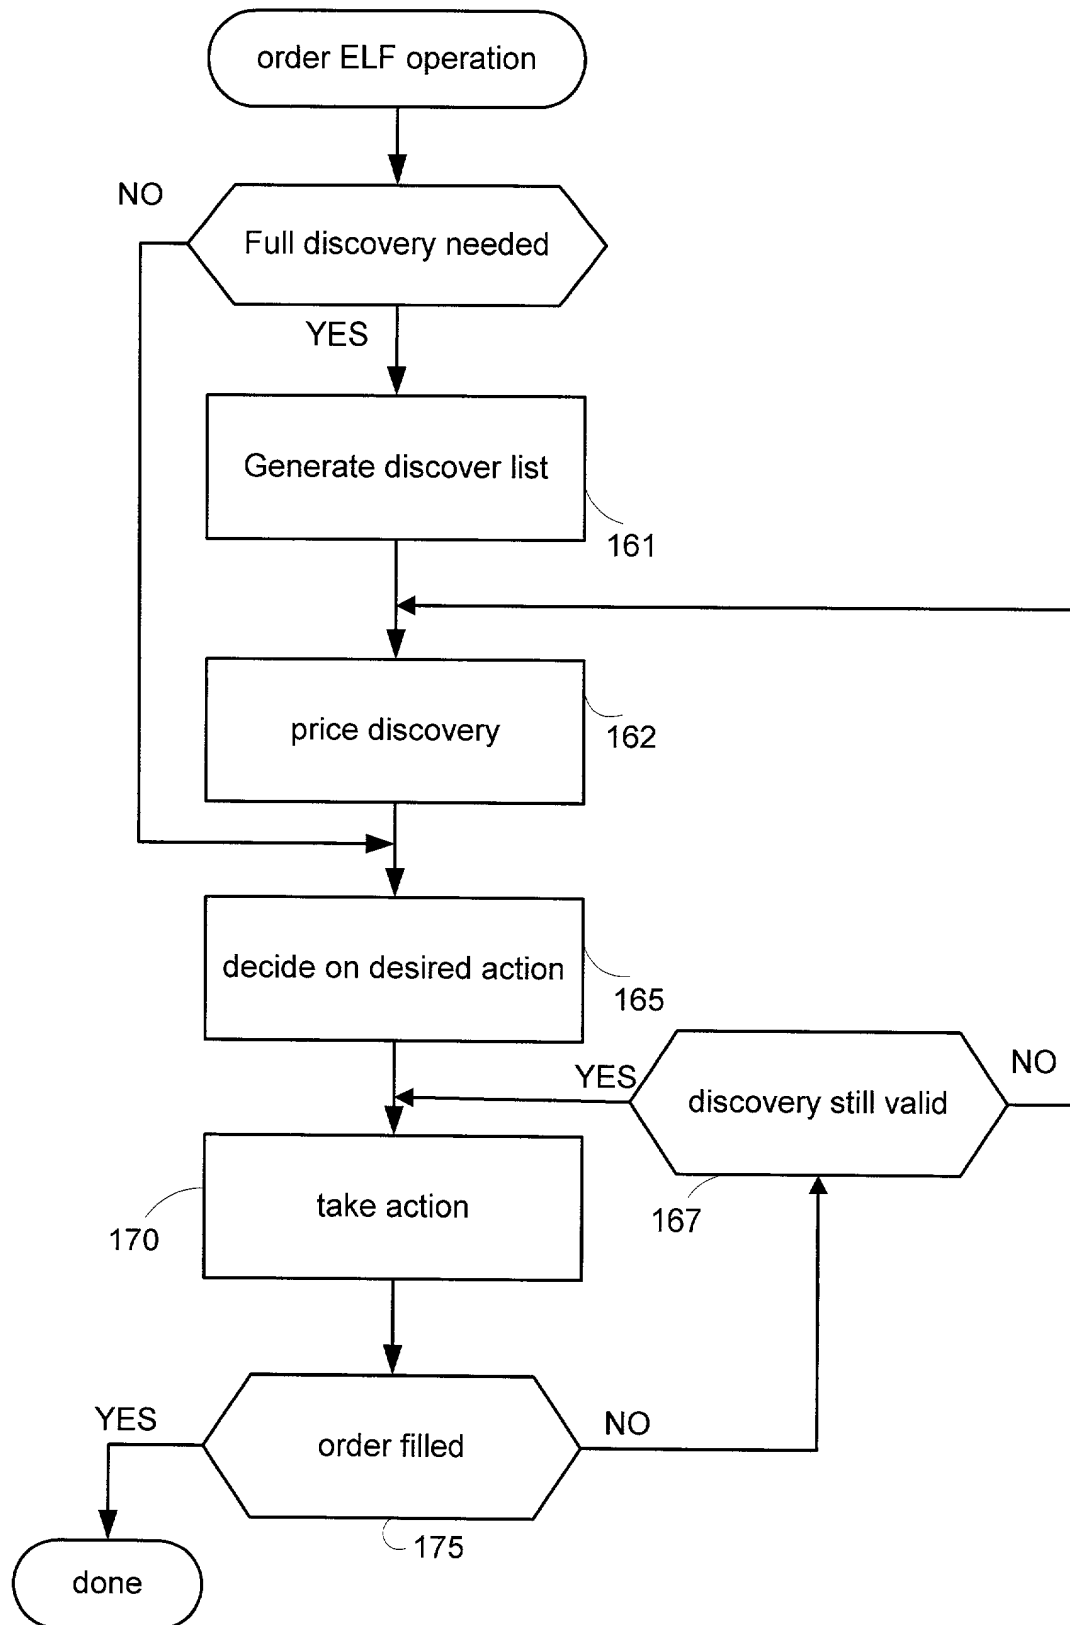 order ELF operation
NO
Full discovery needed
YES
Generate discover list
161
price discovery
162
decide on desired action
165
YES
discovery still valid
NO
take action
170
167
YES
order filled
NO
175
done